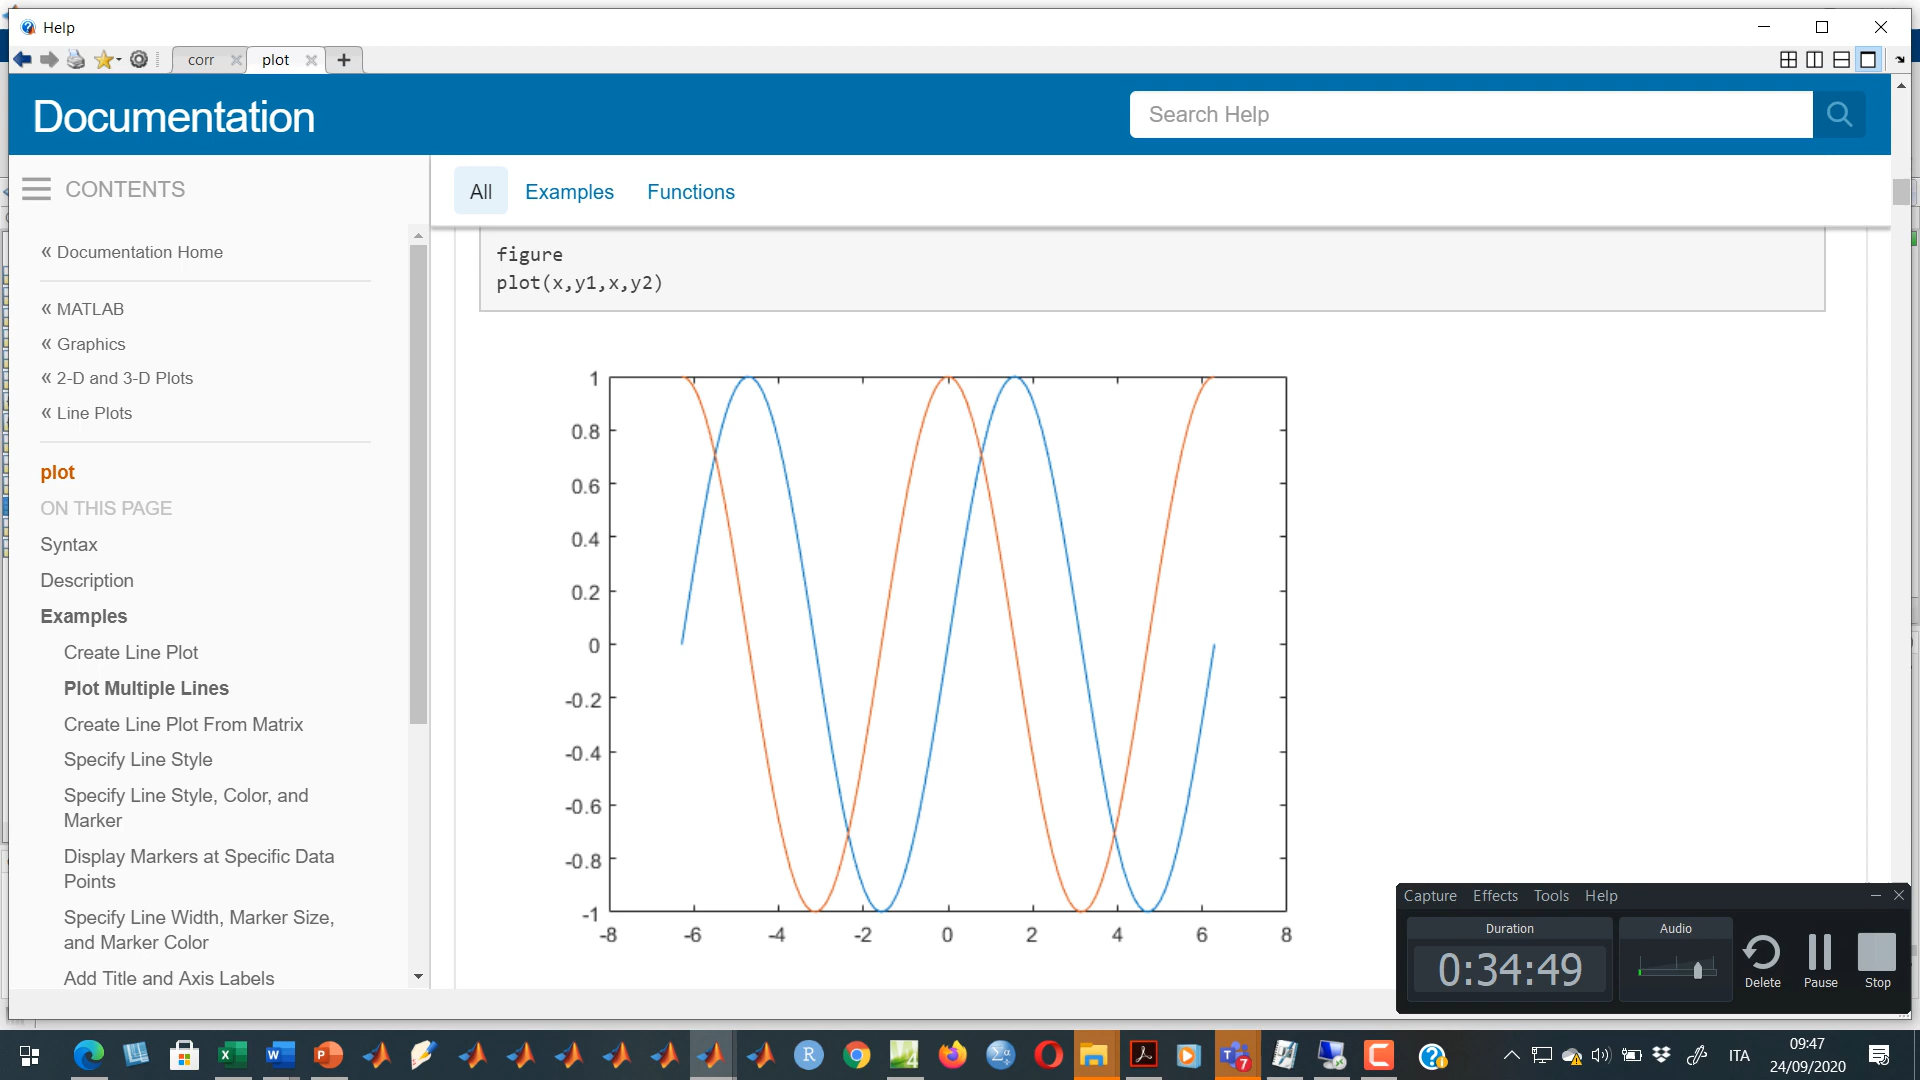 Help
corr
plot
Documentation
Search Help
CONTENTS
All
Examples
Functions
« Documentation Home
« MATLAB
« Graphics
« 2-D and 3-D Plots
« Line Plots
plot
ON THIS PAGE
Syntax
Description
Examples
Create Line Plot
Plot Multiple Lines
Create Line Plot From Matrix
Specify Line Style
Specify Line Style, Color, and
Marker
Display Markers at Specific Data
Points
Specify Line Width, Marker Size,
and Marker Color
Add Title and Axis Labels
figure
plot(x,y1,x,y2)
1
0.8
0.6
0.4
0.2
0
-0.2
-0.4
-0.6
-0.8
-1
-8 -6 -4 -2 0 2 4 6 8
Capture Effects Tools Help
Duration
Audio
0:34:49
Delete
Pause
Stop
ITA
09:47
24/09/2020